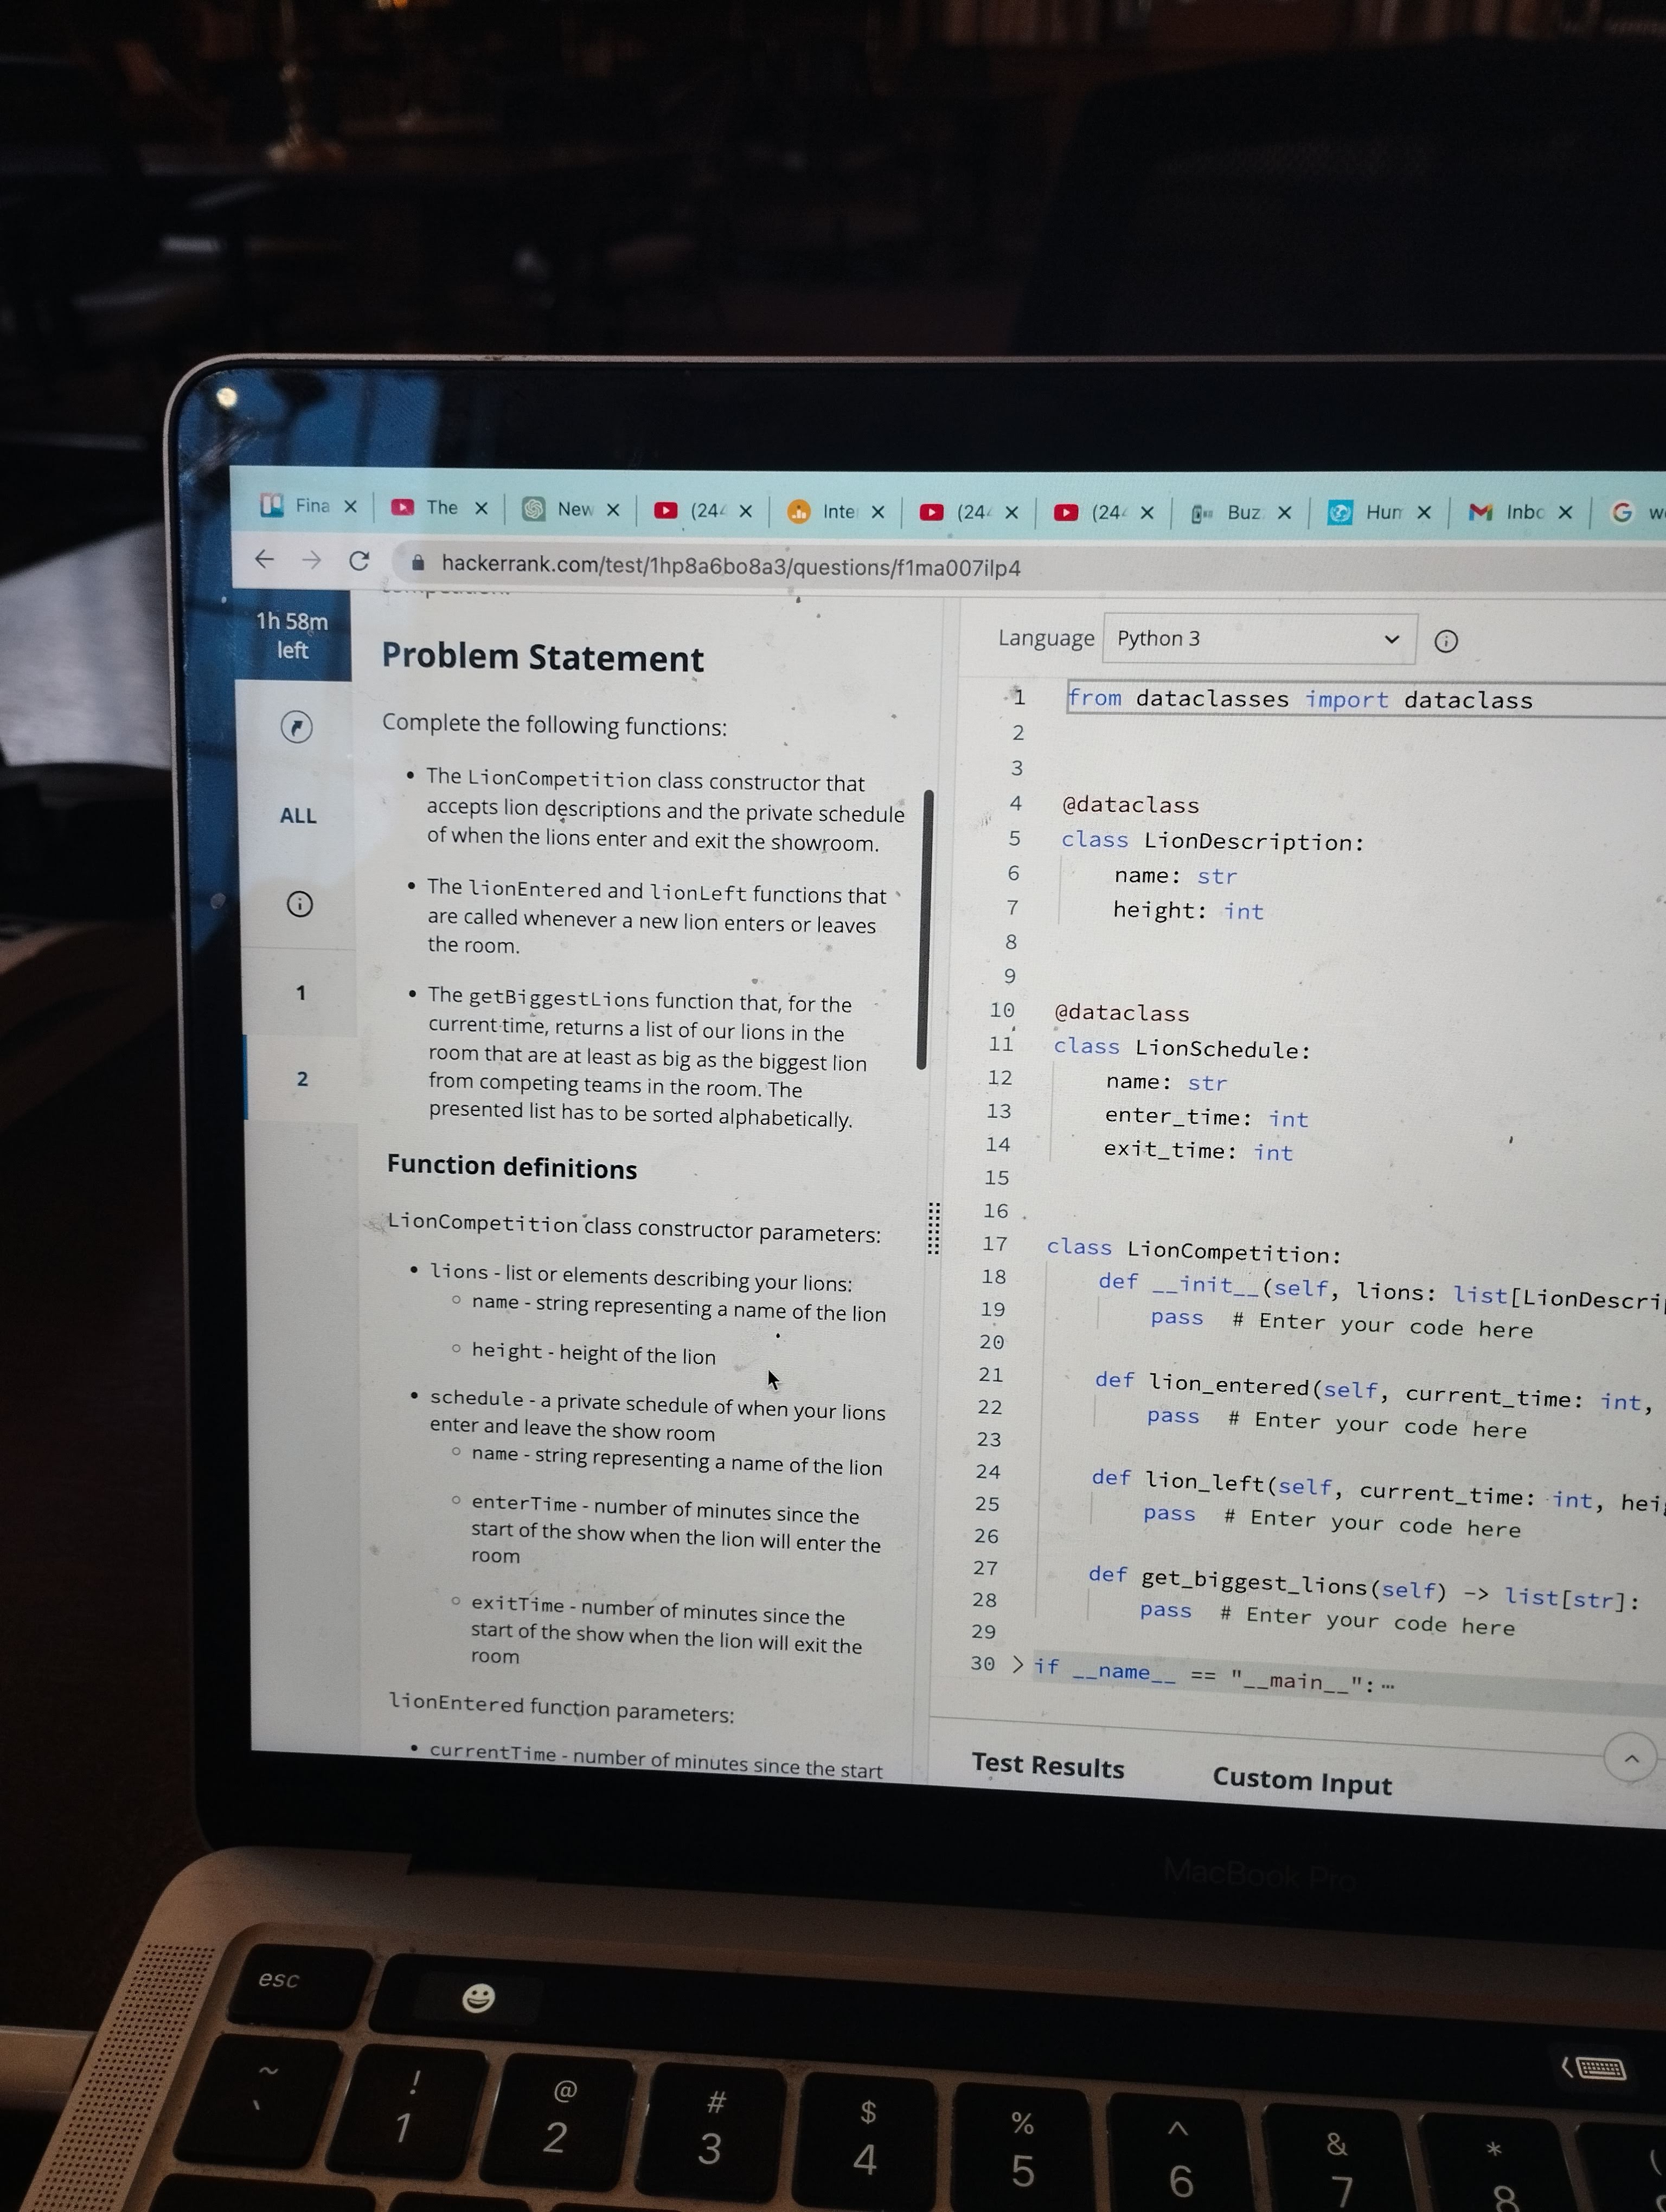 Fina
The
New
(24
Inte
(24
(24
Buz
Hum
Inbo
hackerrank.com/test/1hp8a6bo8a3/questions/f1ma007ilp4
1h 58m
left
ALL
1
2
Problem Statement
Complete the following functions:
• The LionCompetition class constructor that
accepts lion descriptions and the private schedule
of when the lions enter and exit the showroom.
• The lionEntered and lionLeft functions that
are called whenever a new lion enters or leaves
the room.
• The getBiggestLions function that, for the
current time, returns a list of our lions in the
room that are at least as big as the biggest lion
from competing teams in the room. The
presented list has to be sorted alphabetically.
Function definitions
LionCompetition class constructor parameters:
• lions - list or elements describing your lions:
◦ name - string representing a name of the lion
◦ height - height of the lion
• schedule - a private schedule of when your lions
enter and leave the show room
◦ name - string representing a name of the lion
◦ enterTime - number of minutes since the
start of the show when the lion will enter the
room
◦ exitTime - number of minutes since the
start of the show when the lion will exit the
room
lionEntered function parameters:
• currentTime - number of minutes since the start
Language Python 3
1 from dataclasses import dataclass
2
3
4 @dataclass
5 class LionDescription:
6 name: str
7 height: int
8
9
10 @dataclass
11 class LionSchedule:
12 name: str
13 enter_time: int
14 exit_time: int
15
16
17 class LionCompetition:
18 def __init__(self, lions: list[LionDescri
19 pass # Enter your code here
20
21 def lion_entered(self, current_time: int,
22 pass # Enter your code here
23
24 def lion_left(self, current_time: int, hei
25 pass # Enter your code here
26
27 def get_biggest_lions(self) -> list[str]:
28 pass # Enter your code here
29
30 > if __name__ == "__main__":⋯
Test Results Custom Input
MacBook Pro
esc
~ ! @ # $ % ^ & * (
` 1 2 3 4 5 6 7 8